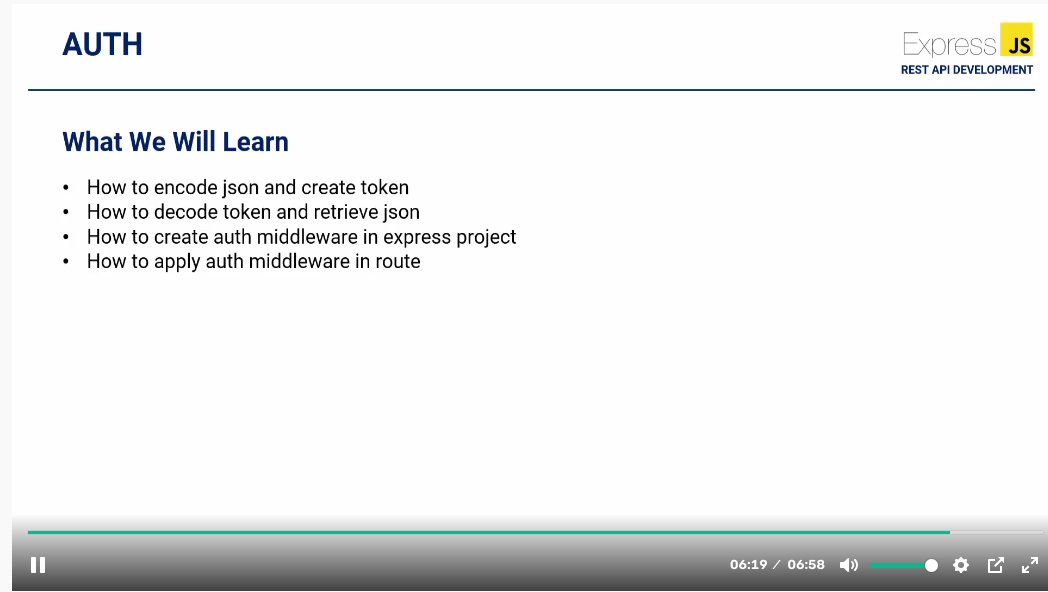 AUTH
Express JS
REST API DEVELOPMENT
What We Will Learn
• How to encode json and create token
• How to decode token and retrieve json
• How to create auth middleware in express project
• How to apply auth middleware in route
06:19 / 06:58